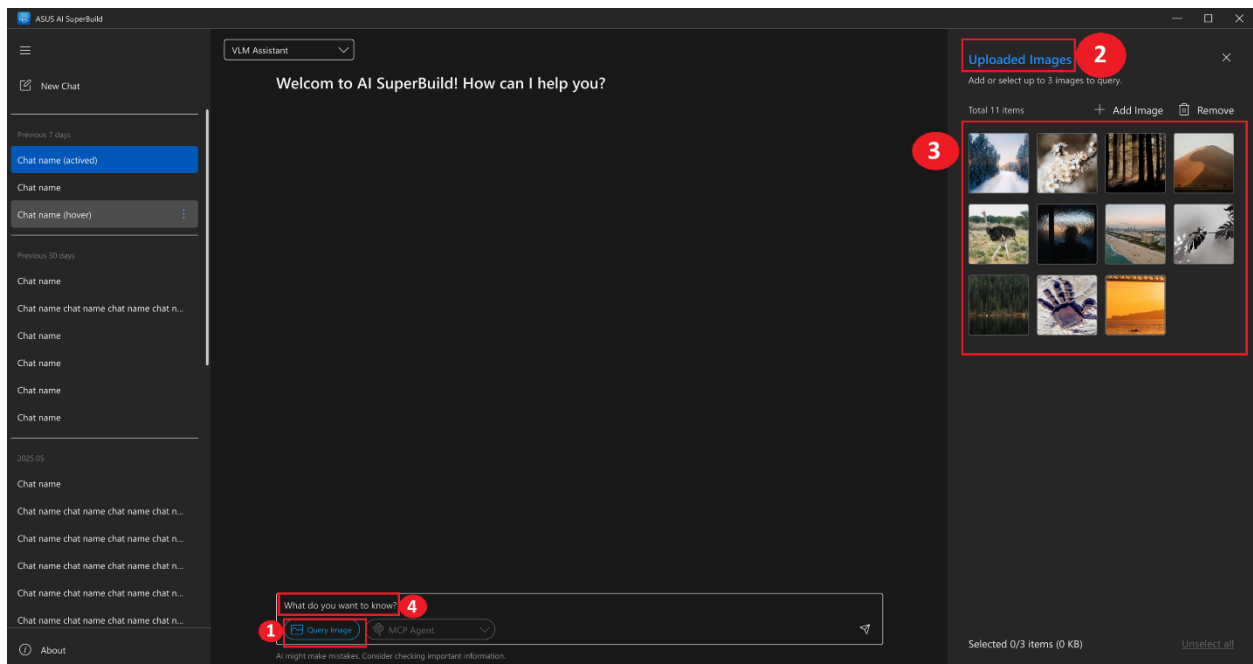 ASUS AI SuperBuild
New Chat
Previous 7 days
Chat name (actived)
Chat name
Chat name (hover)
Previous 30 days
Chat name
Chat name chat name chat name chat n...
Chat name
Chat name
Chat name
Chat name
2025.05
Chat name
Chat name chat name chat name chat n...
Chat name chat name chat name chat n...
Chat name chat name chat name chat n...
Chat name chat name chat name chat n...
Chat name chat name chat name chat n...
About
VLM Assistant
Welcom to AI SuperBuild! How can I help you?
What do you want to know?
4
1
Query Image
MCP Agent
AI might make mistakes. Consider checking important information.
Uploaded Images
2
Add or select up to 3 images to query.
Total 11 items
Add Image
Remove
3
Selected 0/3 items (0 KB)
Unselect all